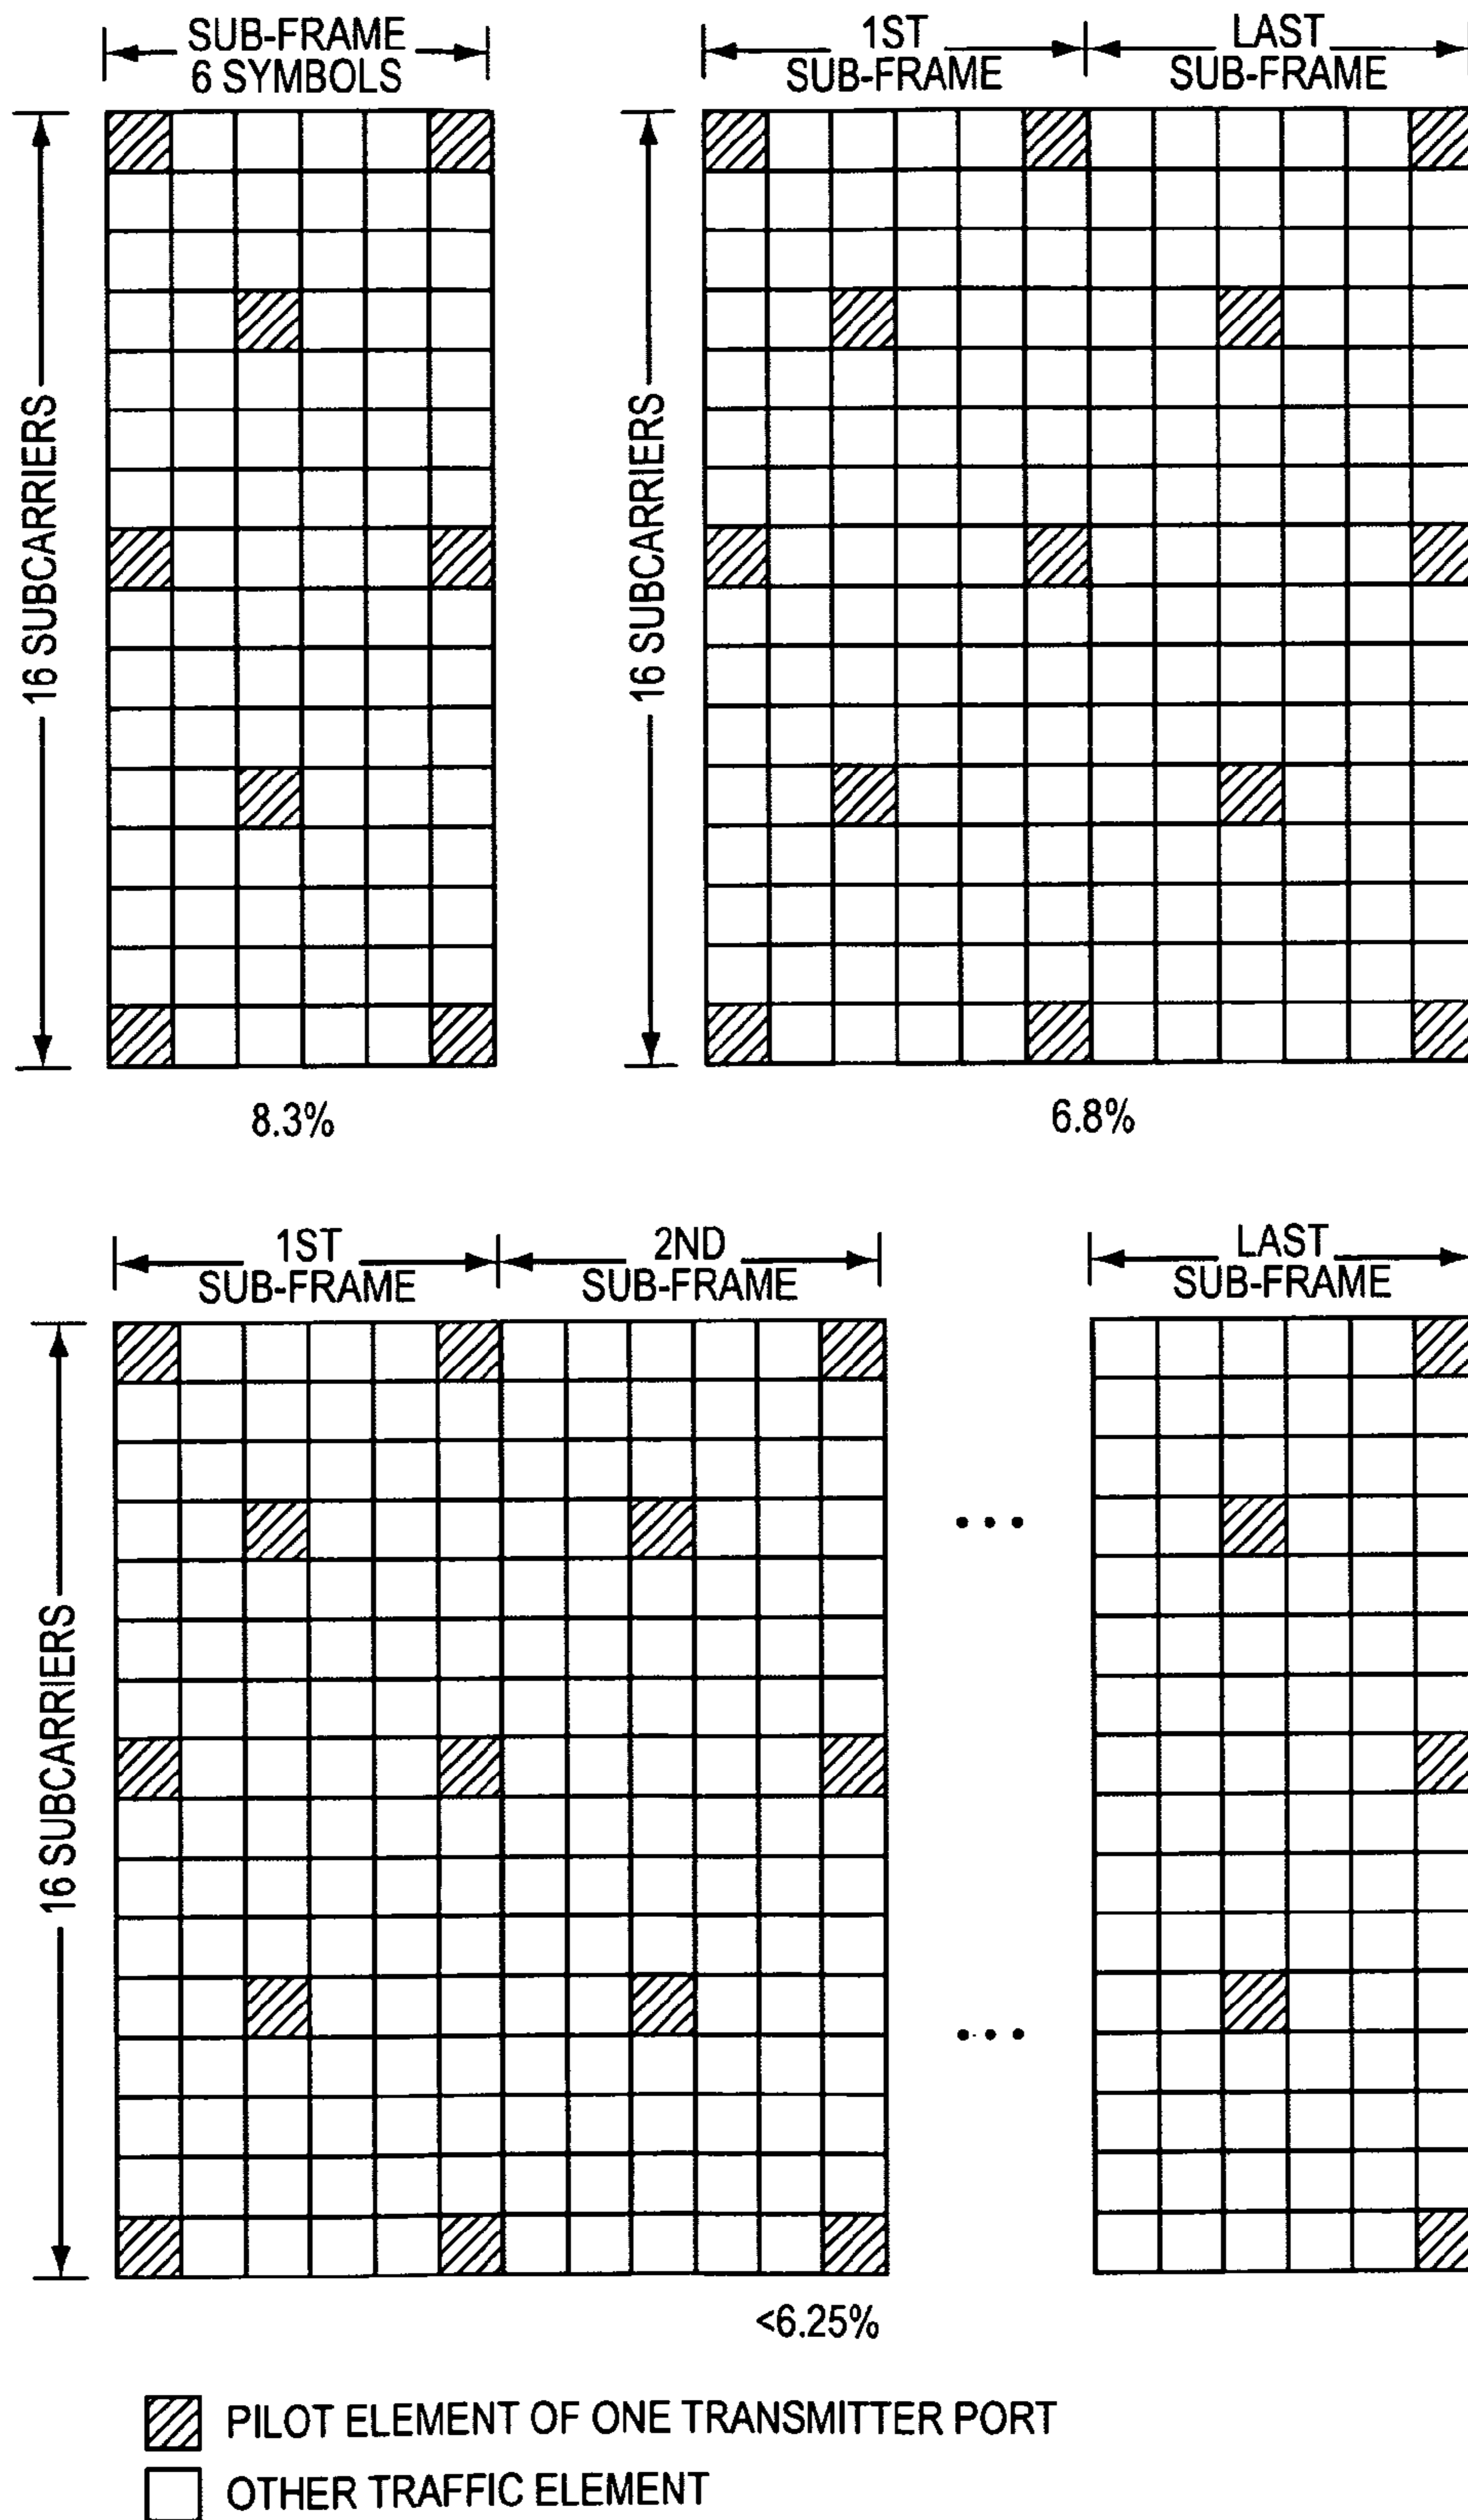 SUB-FRAME
6 SYMBOLS
1ST
SUB-FRAME
LAST
SUB-FRAME
16 SUBCARRIERS
16 SUBCARRIERS
8.3%
6.8%
1ST
SUB-FRAME
2ND
SUB-FRAME
LAST
SUB-FRAME
16 SUBCARRIERS
<6.25%
PILOT ELEMENT OF ONE TRANSMITTER PORT
OTHER TRAFFIC ELEMENT